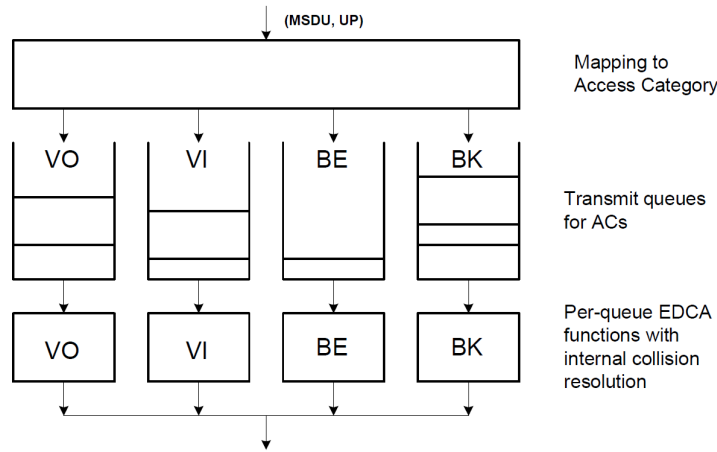 (MSDU, UP)
Mapping to
Access Category
VO VI BE BK
Transmit queues
for ACs
Per-queue EDCA
functions with
internal collision
resolution
VO VI BE BK